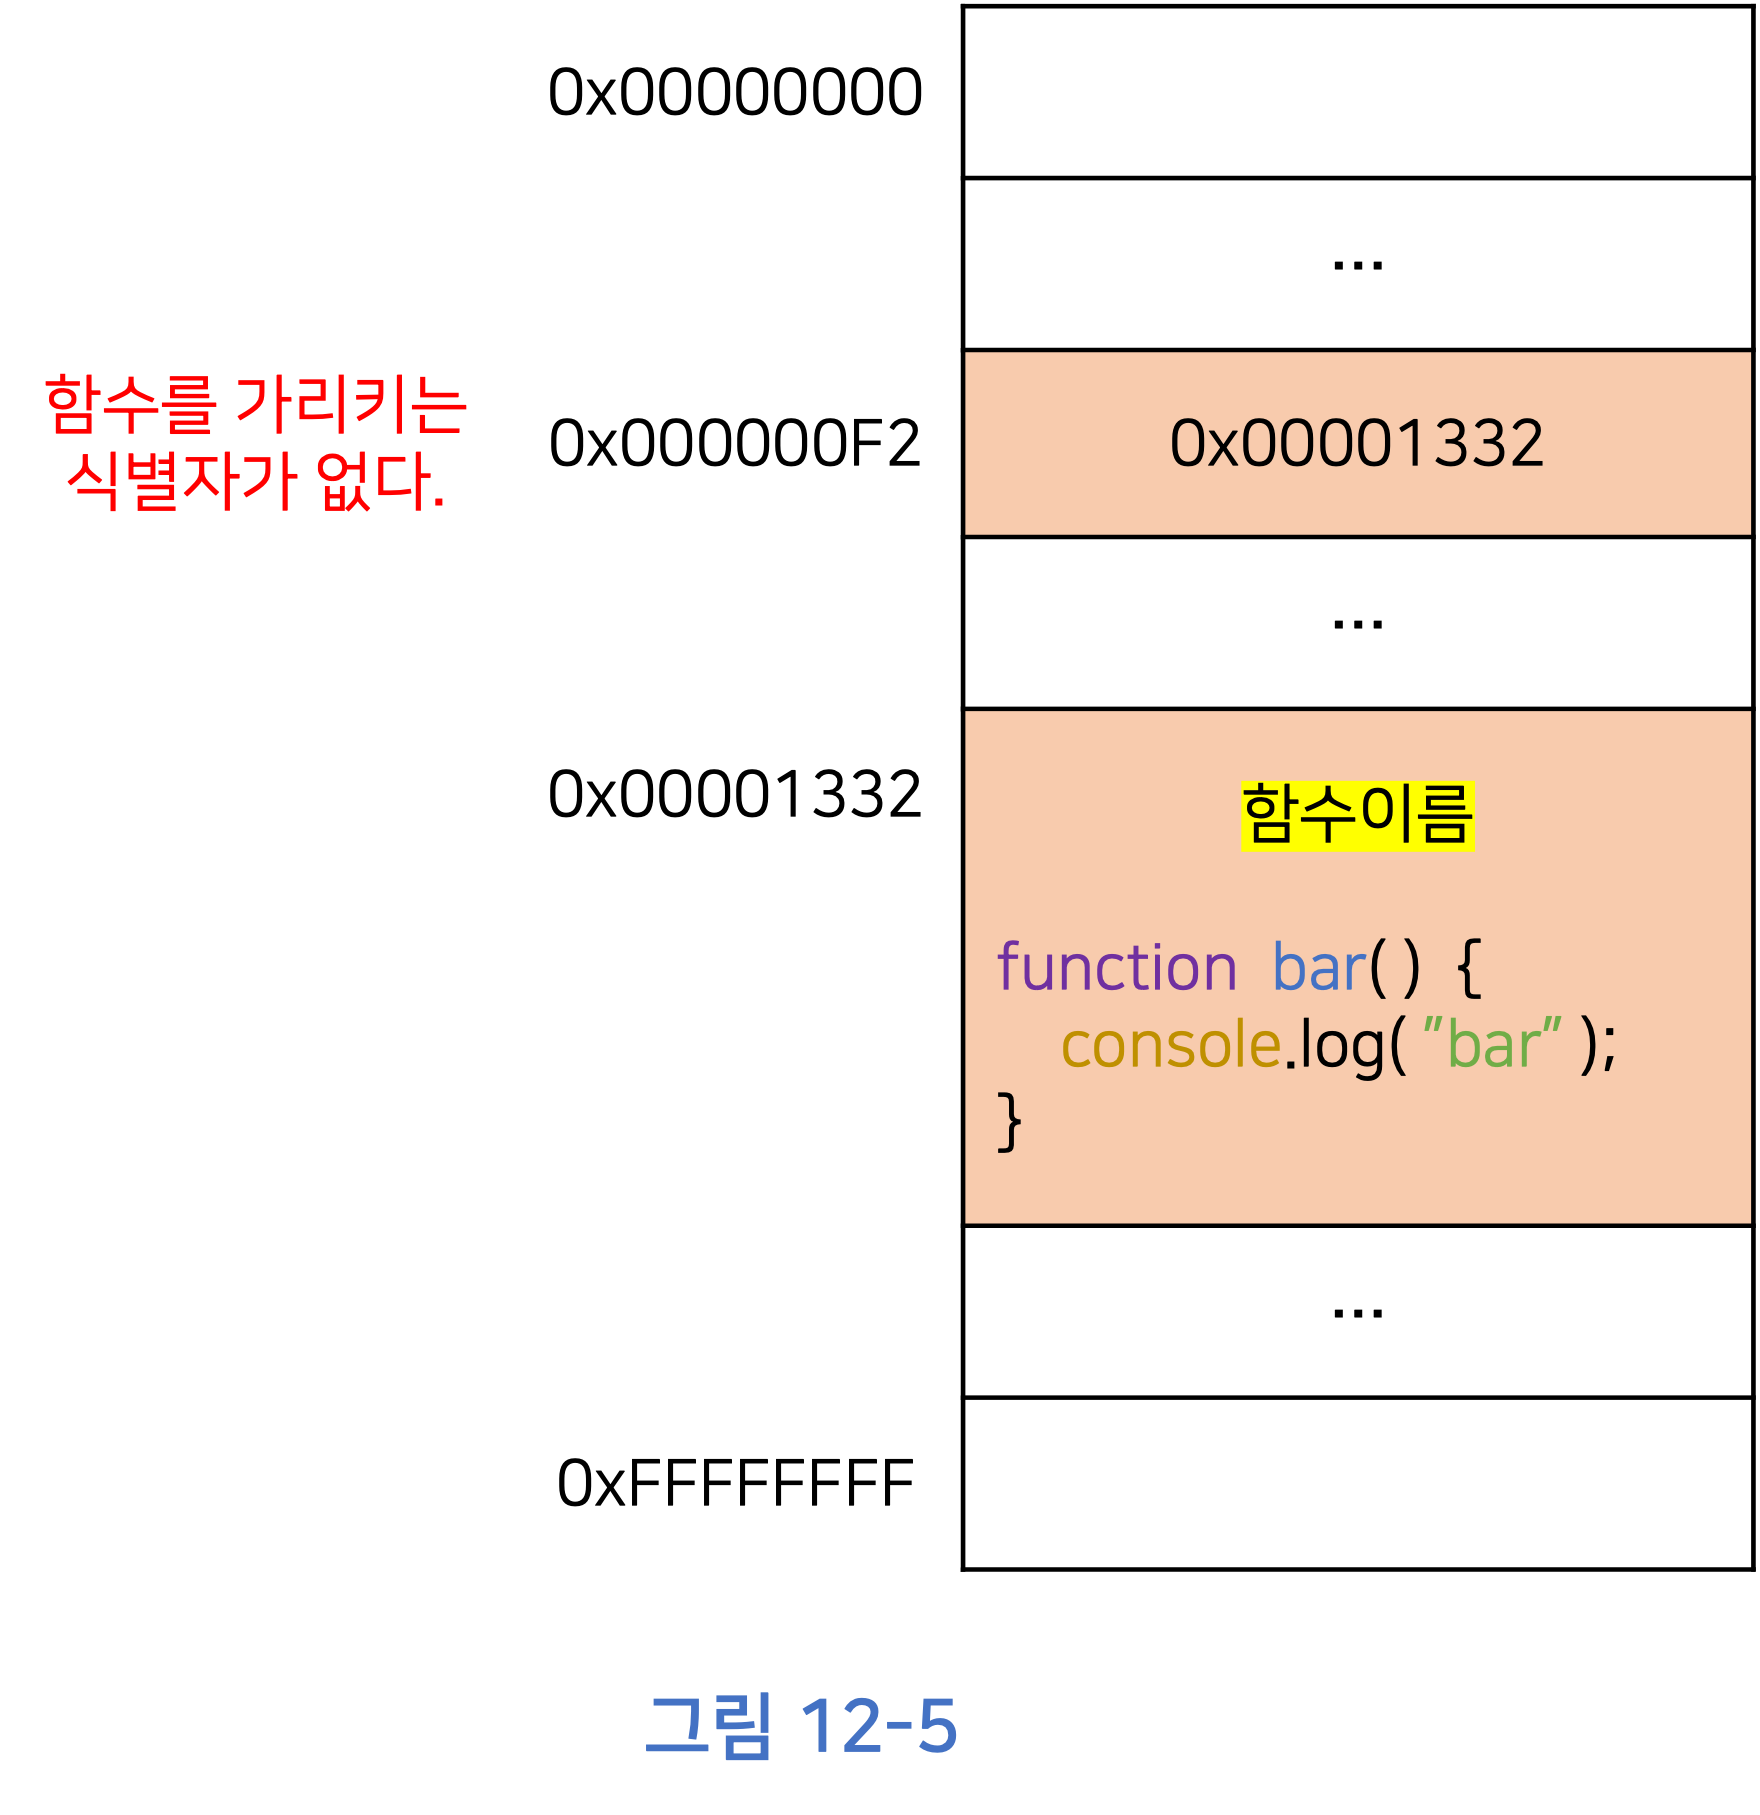 0x00000000
...
함수를 가리키는
식별자가 없다.
0x000000F2
0x00001332
...
0x00001332
함수이름
function bar() {
console.log("bar");
}
...
0xFFFFFFFF
그림 12-5